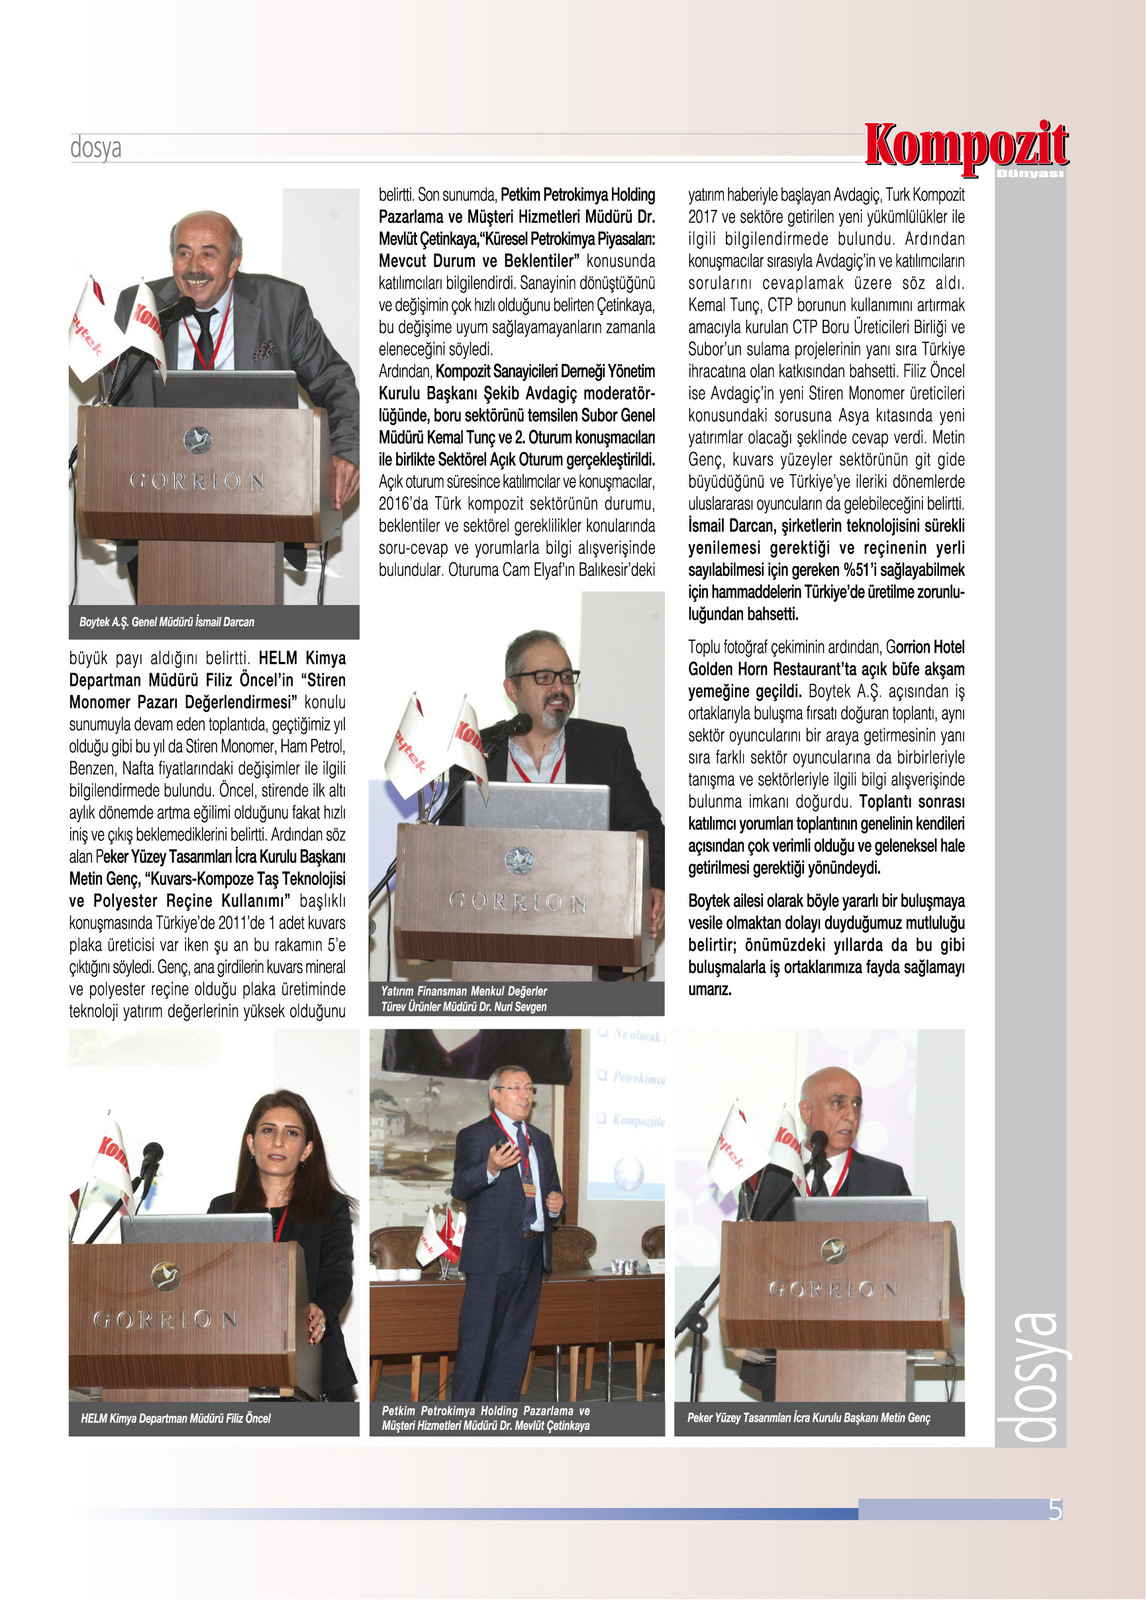 dosya
Kompozit
Dünyası
GORRION
Boytek A.Ş. Genel Müdürü İsmail Darcan
büyük payı aldığını belirtti. HELM Kimya
Departman Müdürü Filiz Öncel'in “Stiren
Monomer Pazarı Değerlendirmesi” konulu
sunumuyla devam eden toplantıda, geçtiğimiz yıl
olduğu gibi bu yıl da Stiren Monomer, Ham Petrol,
Benzen, Nafta fiyatlarındaki değişimler ile ilgili
bilgilendirmede bulundu. Öncel, stirende ilk altı
aylık dönemde artma eğilimi olduğunu fakat hızlı
iniş ve çıkış beklemediklerini belirtti. Ardından söz
alan Peker Yüzey Tasarımları İcra Kurulu Başkanı
Metin Genç, “Kuvars-Kompoze Taş Teknolojisi
ve Polyester Reçine Kullanımı” başlıklı
konuşmasında Türkiye'de 2011'de 1 adet kuvars
plaka üreticisi var iken şu an bu rakamın 5'e
çıktığını söyledi. Genç, ana girdilerin kuvars mineral
ve polyester reçine olduğu plaka üretiminde
teknoloji yatırım değerlerinin yüksek olduğunu
belirtti. Son sunumda, Petkim Petrokimya Holding
Pazarlama ve Müşteri Hizmetleri Müdürü Dr.
Mevlüt Çetinkaya,“Küresel Petrokimya Piyasaları:
Mevcut Durum ve Beklentiler” konusunda
katılımcıları bilgilendirdi. Sanayinin dönüştüğünü
ve değişimin çok hızlı olduğunu belirten Çetinkaya,
bu değişime uyum sağlayamayanların zamanla
eleneceğini söyledi.
Ardından, Kompozit Sanayicileri Derneği Yönetim
Kurulu Başkanı Şekib Avdagiç moderatör-
lüğünde, boru sektörünü temsilen Subor Genel
Müdürü Kemal Tunç ve 2. Oturum konuşmacıları
ile birlikte Sektörel Açık Oturum gerçekleştirildi.
Açık oturum süresince katılımcılar ve konuşmacılar,
2016'da Türk kompozit sektörünün durumu,
beklentiler ve sektörel gereklilikler konularında
soru-cevap ve yorumlarla bilgi alışverişinde
bulundular. Oturuma Cam Elyaf'ın Balıkesir'deki
Boytek
Kom
GORRION
Yatırım Finansman Menkul Değerler
Türev Ürünler Müdürü Dr. Nuri Sevgen
yatırım haberiyle başlayan Avdagiç, Turk Kompozit
2017 ve sektöre getirilen yeni yükümlülükler ile
ilgili bilgilendirmede bulundu. Ardından
konuşmacılar sırasıyla Avdagiç'in ve katılımcıların
sorularını cevaplamak üzere söz aldı.
Kemal Tunç, CTP borunun kullanımını artırmak
amacıyla kurulan CTP Boru Üreticileri Birliği ve
Subor'un sulama projelerinin yanı sıra Türkiye
ihracatına olan katkısından bahsetti. Filiz Öncel
ise Avdagiç'in yeni Stiren Monomer üreticileri
konusundaki sorusuna Asya kıtasında yeni
yatırımlar olacağı şeklinde cevap verdi. Metin
Genç, kuvars yüzeyler sektörünün git gide
büyüdüğünü ve Türkiye'ye ileriki dönemlerde
uluslararası oyuncuların da gelebileceğini belirtti.
İsmail Darcan, şirketlerin teknolojisini sürekli
yenilemesi gerektiği ve reçinenin yerli
sayılabilmesi için gereken %51'i sağlayabilmek
için hammaddelerin Türkiye'de üretilme zorunlu-
luğundan bahsetti.
Toplu fotoğraf çekiminin ardından, Gorrion Hotel
Golden Horn Restaurant'ta açık büfe akşam
yemeğine geçildi. Boytek A.Ş. açısından iş
ortaklarıyla buluşma fırsatı doğuran toplantı, aynı
sektör oyuncularını bir araya getirmesinin yanı
sıra farklı sektör oyuncularına da birbirleriyle
tanışma ve sektörleriyle ilgili bilgi alışverişinde
bulunma imkanı doğurdu. Toplantı sonrası
katılımcı yorumları toplantının genelinin kendileri
açısından çok verimli olduğu ve geleneksel hale
getirilmesi gerektiği yönündeydi.
Boytek ailesi olarak böyle yararlı bir buluşmaya
vesile olmaktan dolayı duyduğumuz mutluluğu
belirtir; önümüzdeki yıllarda da bu gibi
buluşmalarla iş ortaklarımıza fayda sağlamayı
umarız.
Kom
GORRION
HELM Kimya Departman Müdürü Filiz Öncel
Ne olacak
Petrokimya
Kompozitle
Petkim Petrokimya Holding Pazarlama ve
Müşteri Hizmetleri Müdürü Dr. Mevlüt Çetinkaya
GORRION
Peker Yüzey Tasarımları İcra Kurulu Başkanı Metin Genç
dosya
5